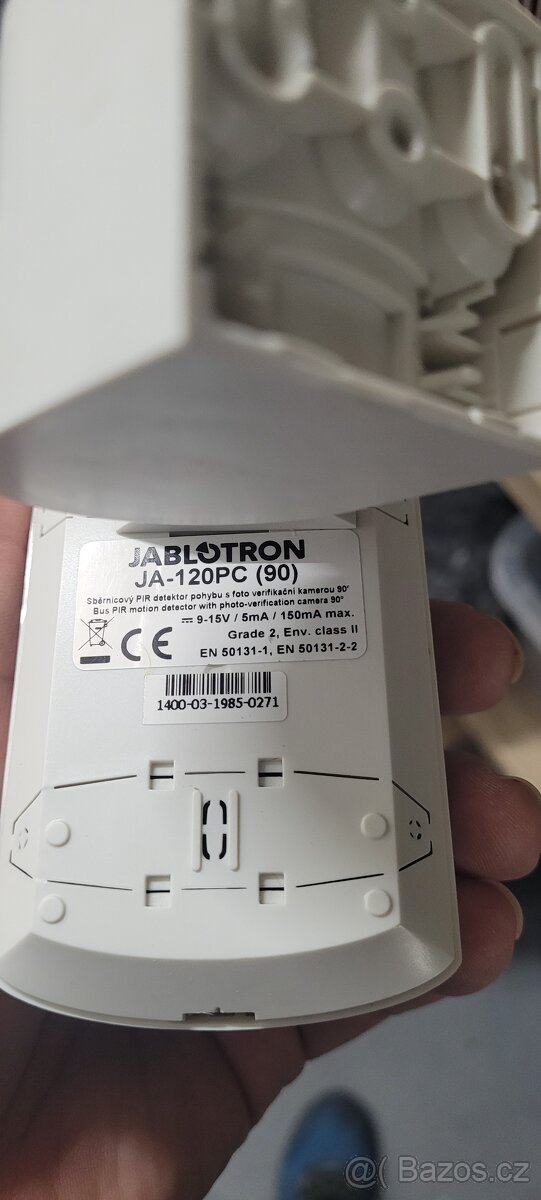 JABLOTRON
JA-120PC (90)
Sběrnicový PIR detektor pohybu s foto verifikační kamerou 90°
Bus PIR motion detector with photo-verification camera 90°
⎓ 9-15V / 5mA / 150mA max.
Grade 2, Env. class II
CE
EN 50131-1, EN 50131-2-2
1400-03-1985-0271
@( Bazos.cz